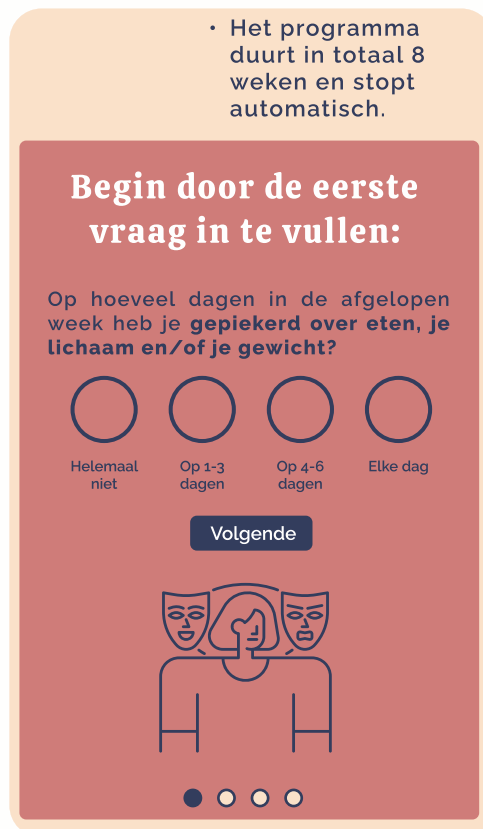 • Het programma
duurt in totaal 8
weken en stopt
automatisch.
Begin door de eerste
vraag in te vullen:
Op hoeveel dagen in de afgelopen
week heb je gepiekerd over eten, je
lichaam en/of je gewicht?
Helemaal niet
Op 1-3 dagen
Op 4-6 dagen
Elke dag
Volgende